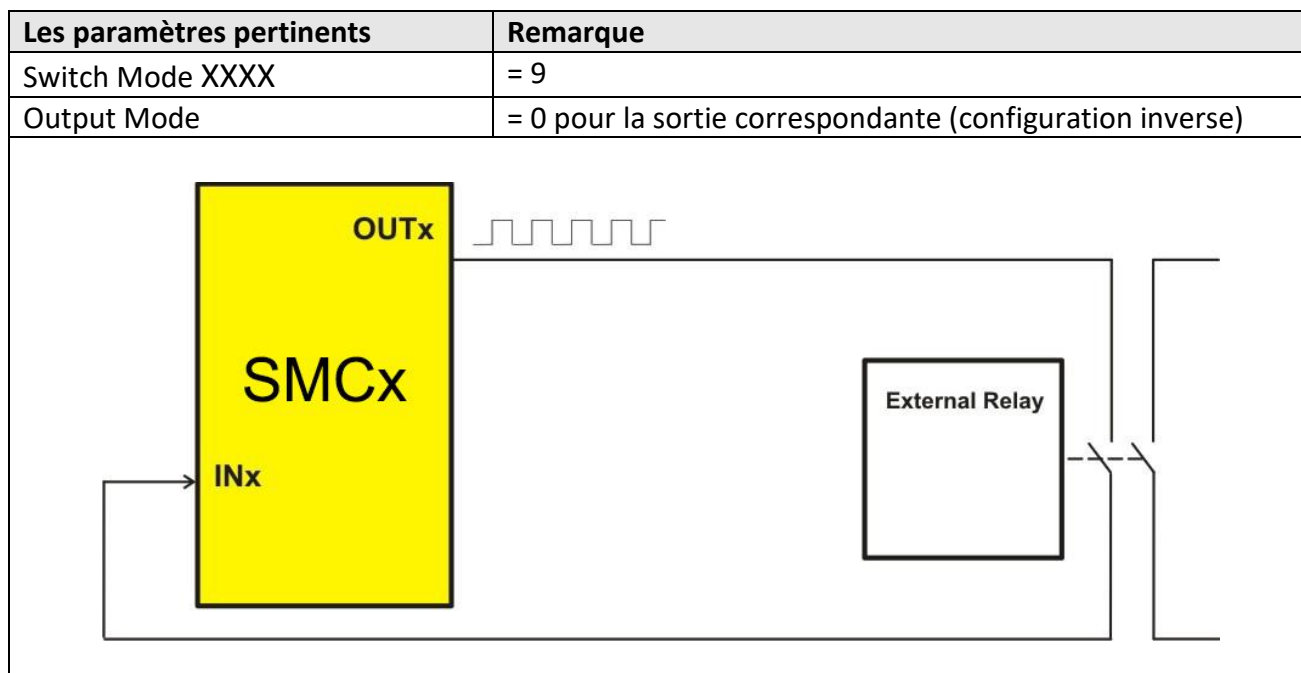 Les paramètres pertinents Remarque
Switch Mode XXXX = 9
Output Mode = 0 pour la sortie correspondante (configuration inverse)
OUTx
SMCx
External Relay
INx